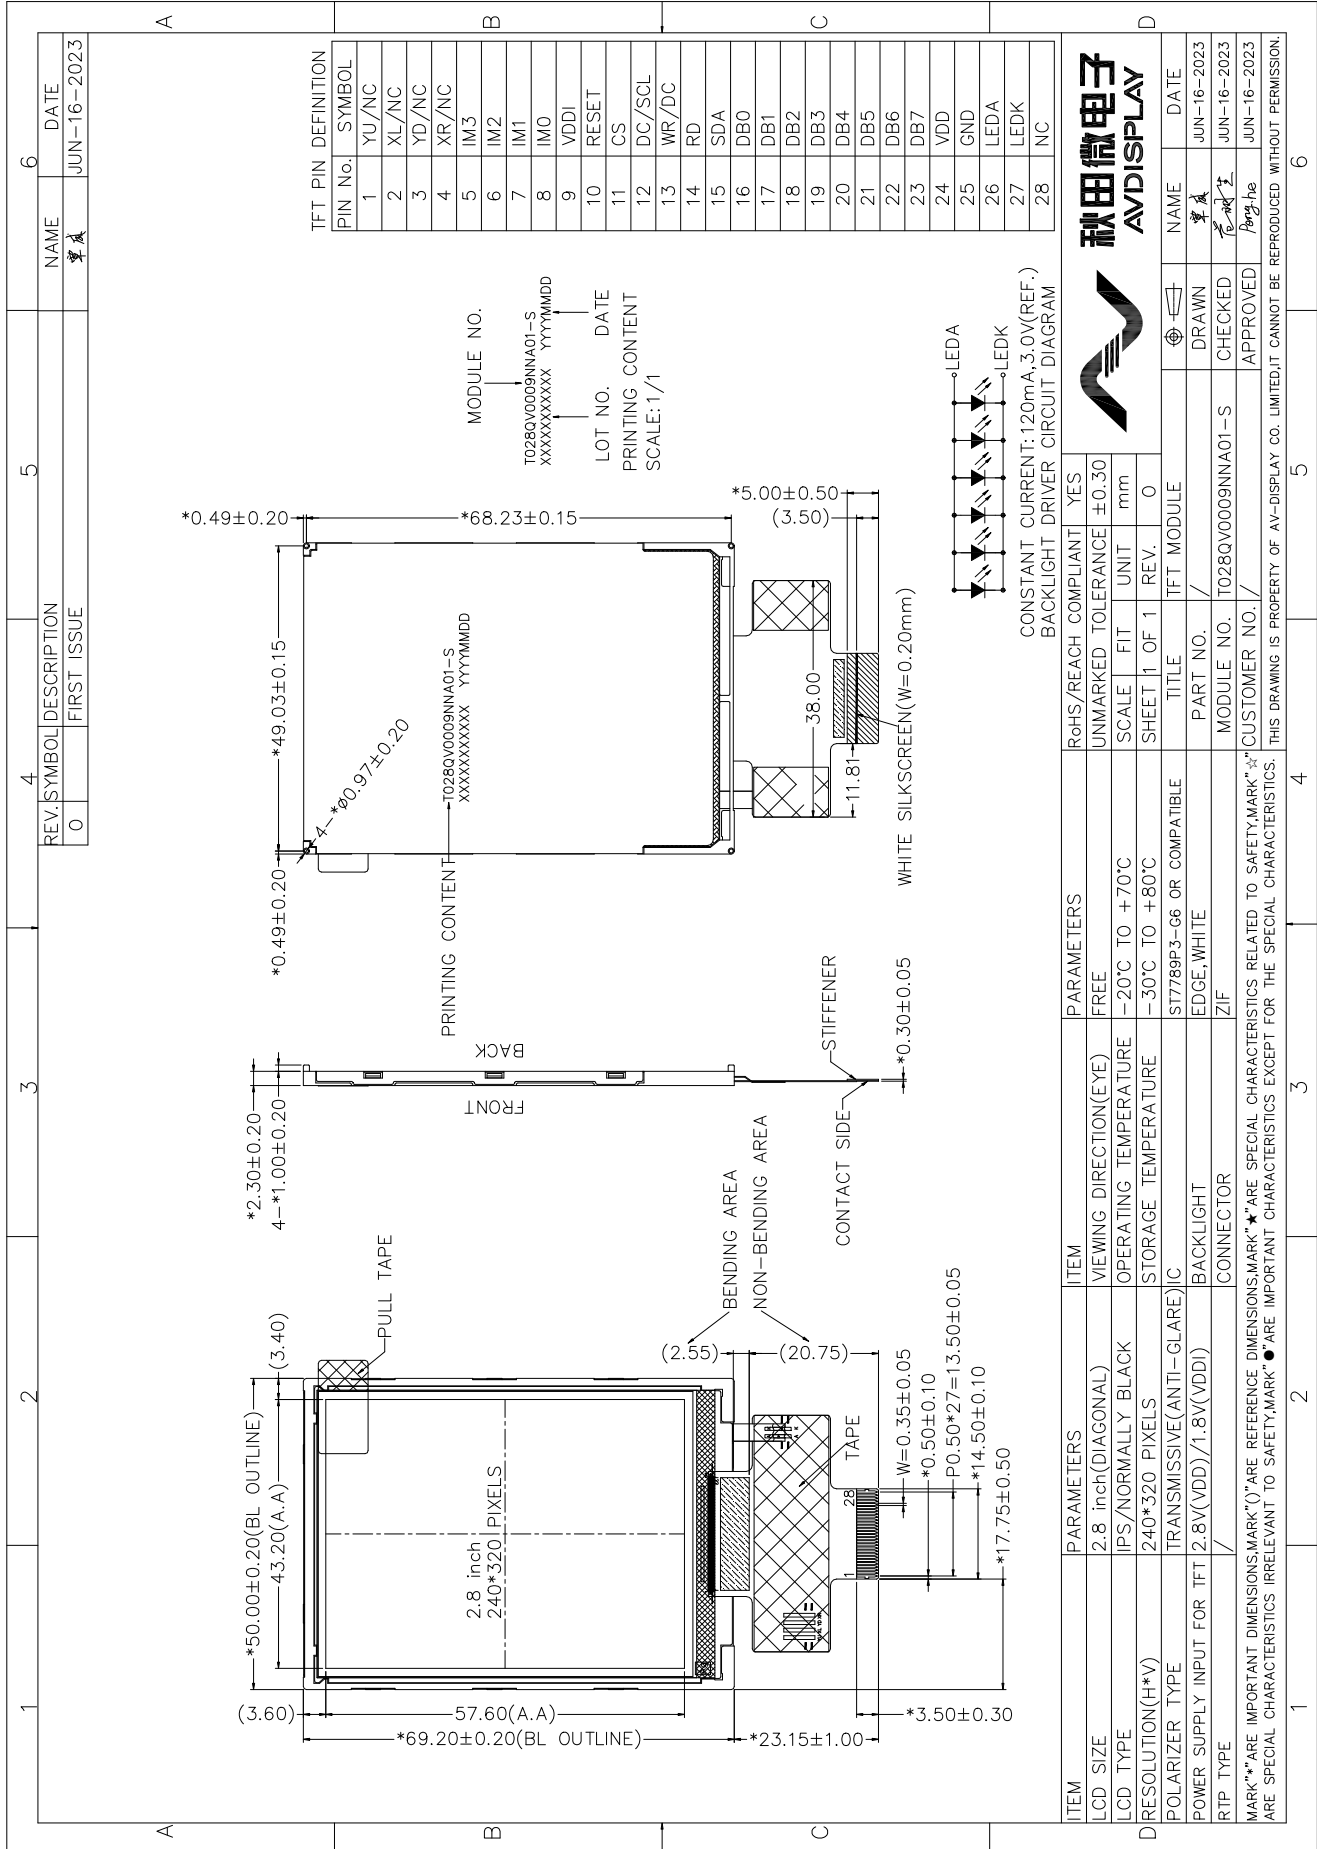 1 2 3 4 5 6
A
B
C
D
REV. SYMBOL DESCRIPTION NAME DATE
0 FIRST ISSUE JUN-16-2023
*50.00±0.20(BL OUTLINE)
43.20(A.A)
(3.40)
(3.60)
57.60(A.A)
*69.20±0.20(BL OUTLINE)
*23.15±1.00
PULL TAPE
2.8 inch
240*320 PIXELS
(2.55)
(20.75)
BENDING AREA
NON-BENDING AREA
TAPE
1 28
W=0.35±0.05
*0.50±0.10
P0.50*27=13.50±0.05
*14.50±0.10
*17.75±0.50
*3.50±0.30
*2.30±0.20
4-*1.00±0.20
FRONT
BACK
STIFFENER
CONTACT SIDE
*0.30±0.05
*0.49±0.20
*49.03±0.15
*0.49±0.20
4-*ø0.97±0.20
*68.23±0.15
PRINTING CONTENT
T028QV0009NNA01-S
XXXXXXXXXXXX YYYYMMDD
38.00
11.81
*5.00±0.50
(3.50)
WHITE SILKSCREEN(W=0.20mm)
MODULE NO.
T028QV0009NNA01-S
XXXXXXXXXXXX YYYYMMDD
LOT NO. DATE
PRINTING CONTENT
SCALE:1/1
LEDA
LEDK
CONSTANT CURRENT:120mA,3.0V(REF.)
BACKLIGHT DRIVER CIRCUIT DIAGRAM
TFT PIN DEFINITION
PIN No. SYMBOL
1 YU/NC
2 XL/NC
3 YD/NC
4 XR/NC
5 IM3
6 IM2
7 IM1
8 IM0
9 VDDI
10 RESET
11 CS
12 DC/SCL
13 WR/DC
14 RD
15 SDA
16 DB0
17 DB1
18 DB2
19 DB3
20 DB4
21 DB5
22 DB6
23 DB7
24 VDD
25 GND
26 LEDA
27 LEDK
28 NC
ITEM PARAMETERS ITEM PARAMETERS
LCD SIZE 2.8 inch(DIAGONAL) VIEWING DIRECTION(EYE) FREE
LCD TYPE IPS/NORMALLY BLACK OPERATING TEMPERATURE -20°C TO +70°C
RESOLUTION(H*V) 240*320 PIXELS STORAGE TEMPERATURE -30°C TO +80°C
POLARIZER TYPE TRANSMISSIVE(ANTI-GLARE) IC ST7789P3-G6 OR COMPATIBLE
POWER SUPPLY INPUT FOR TFT 2.8V(VDD)/1.8V(VDDI) BACKLIGHT EDGE,WHITE
RTP TYPE / CONNECTOR ZIF
RoHS/REACH COMPLIANT YES
UNMARKED TOLERANCE ±0.30
SCALE FIT UNIT mm
SHEET 1 OF 1 REV. 0
TITLE TFT MODULE
PART NO. /
MODULE NO. T028QV0009NNA01-S
CUSTOMER NO. /
秋田微电子
AVDISPLAY
NAME DATE
DRAWN JUN-16-2023
CHECKED JUN-16-2023
APPROVED Peng he JUN-16-2023
MARK"*"ARE IMPORTANT DIMENSIONS,MARK"()"ARE REFERENCE DIMENSIONS,MARK"★"ARE SPECIAL CHARACTERISTICS RELATED TO SAFETY,MARK"☆"
ARE SPECIAL CHARACTERISTICS IRRELEVANT TO SAFETY,MARK"●"ARE IMPORTANT CHARACTERISTICS EXCEPT FOR THE SPECIAL CHARACTERISTICS.
THIS DRAWING IS PROPERTY OF AV-DISPLAY CO. LIMITED,IT CANNOT BE REPRODUCED WITHOUT PERMISSION.
1 2 3 4 5 6
A
B
C
D